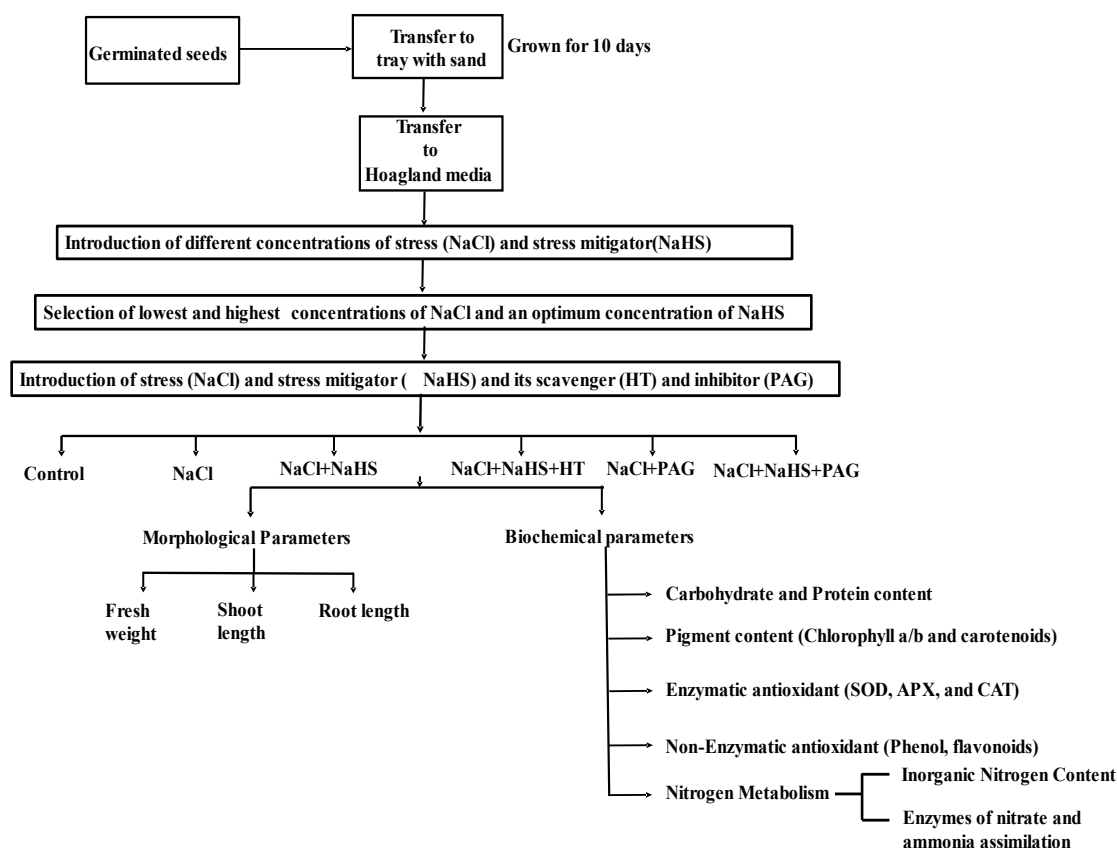 Germinated seeds
Transfer to
tray with sand
Grown for 10 days
Transfer
to
Hoagland media
Introduction of different concentrations of stress (NaCl) and stress mitigator(NaHS)
Selection of lowest and highest concentrations of NaCl and an optimum concentration of NaHS
Introduction of stress (NaCl) and stress mitigator ( NaHS) and its scavenger (HT) and inhibitor (PAG)
Control
NaCl
NaCl+NaHS
NaCl+NaHS+HT
NaCl+PAG
NaCl+NaHS+PAG
Morphological Parameters
Biochemical parameters
Fresh
weight
Shoot
length
Root length
Carbohydrate and Protein content
Pigment content (Chlorophyll a/b and carotenoids)
Enzymatic antioxidant (SOD, APX, and CAT)
Non-Enzymatic antioxidant (Phenol, flavonoids)
Nitrogen Metabolism
Inorganic Nitrogen Content
Enzymes of nitrate and
ammonia assimilation